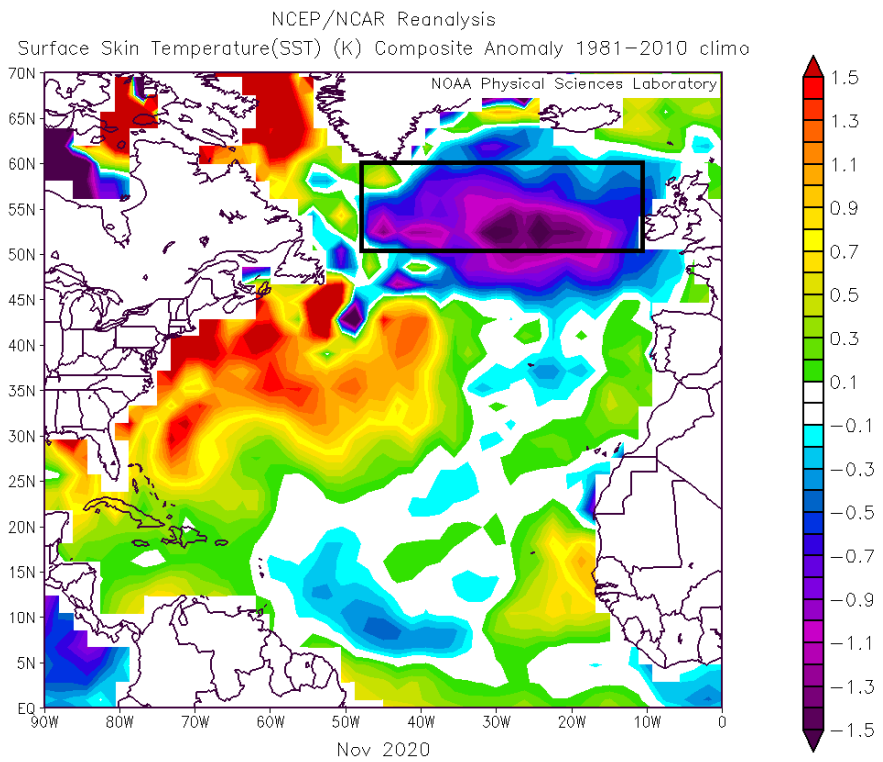 NCEP/NCAR Reanalysis
Surface Skin Temperature(SST) (K) Composite Anomaly 1981-2010 climo
NOAA Physical Sciences Laboratory
70N
65N
60N
55N
50N
45N
40N
35N
30N
25N
20N
15N
10N
5N
EQ
90W 80W 70W 60W 50W 40W 30W 20W 10W 0
Nov 2020
1.5
1.3
1.1
0.9
0.7
0.5
0.3
0.1
-0.1
-0.3
-0.5
-0.7
-0.9
-1.1
-1.3
-1.5